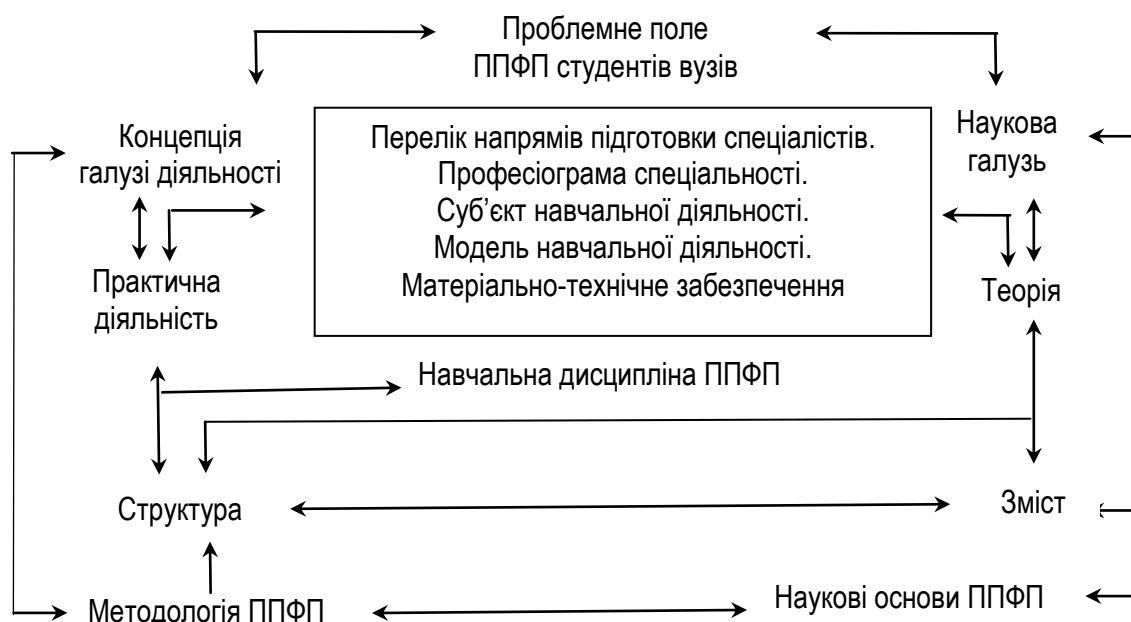 Проблемне поле
ППФП студентів вузів
Концепція
галузі діяльності
Перелік напрямів підготовки спеціалістів.
Професіограма спеціальності.
Суб’єкт навчальної діяльності.
Модель навчальної діяльності.
Матеріально-технічне забезпечення
Наукова
галузь
Практична
діяльність
Теорія
Навчальна дисципліна ППФП
Структура
Зміст
Методологія ППФП
Наукові основи ППФП